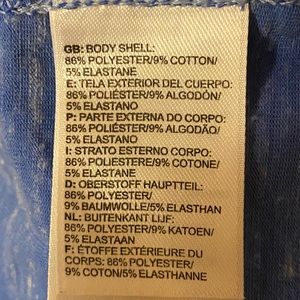 GB: BODY SHELL:
86% POLYESTER/9% COTTON/
5% ELASTANE
E: TELA EXTERIOR DEL CUERPO:
86% POLIÉSTER/9% ALGODÓN/
5% ELASTANO
P: PARTE EXTERNA DO CORPO:
86% POLIÉSTER/9% ALGODÃO/
5% ELASTANO
I: STRATO ESTERNO CORPO:
86% POLIESTERE/9% COTONE/
5% ELASTANE
D: OBERSTOFF HAUPTTEIL:
86% POLYESTER/
9% BAUMWOLLE/5% ELASTHAN
NL: BUITENKANT LIJF:
86% POLYESTER/9% KATOEN/
5% ELASTAAN
F: ÉTOFFE EXTÉRIEURE DU
CORPS: 86% POLYESTER/
9% COTON/5% ELASTHANNE